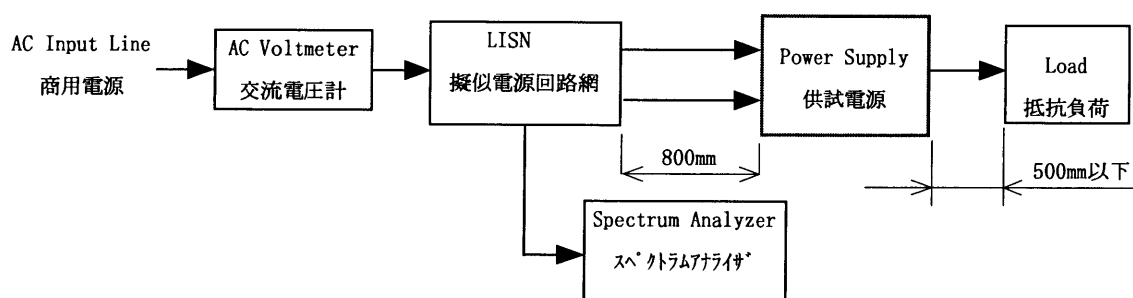 AC Input Line
商用電源
AC Voltmeter
交流電圧計
LISN
擬似電源回路網
Power Supply
供試電源
Load
抵抗負荷
800mm
500mm以下
Spectrum Analyzer
ｽﾍﾟｸﾄﾗﾑｱﾅﾗｲｻﾞ